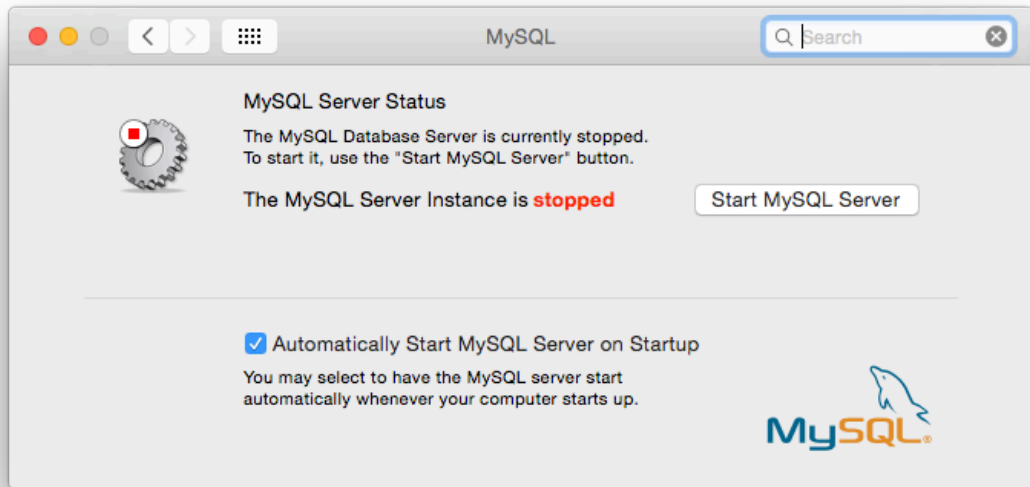 MySQL
Search
MySQL Server Status
The MySQL Database Server is currently stopped.
To start it, use the "Start MySQL Server" button.
The MySQL Server Instance is stopped
Start MySQL Server
Automatically Start MySQL Server on Startup
You may select to have the MySQL server start
automatically whenever your computer starts up.
MySQL®